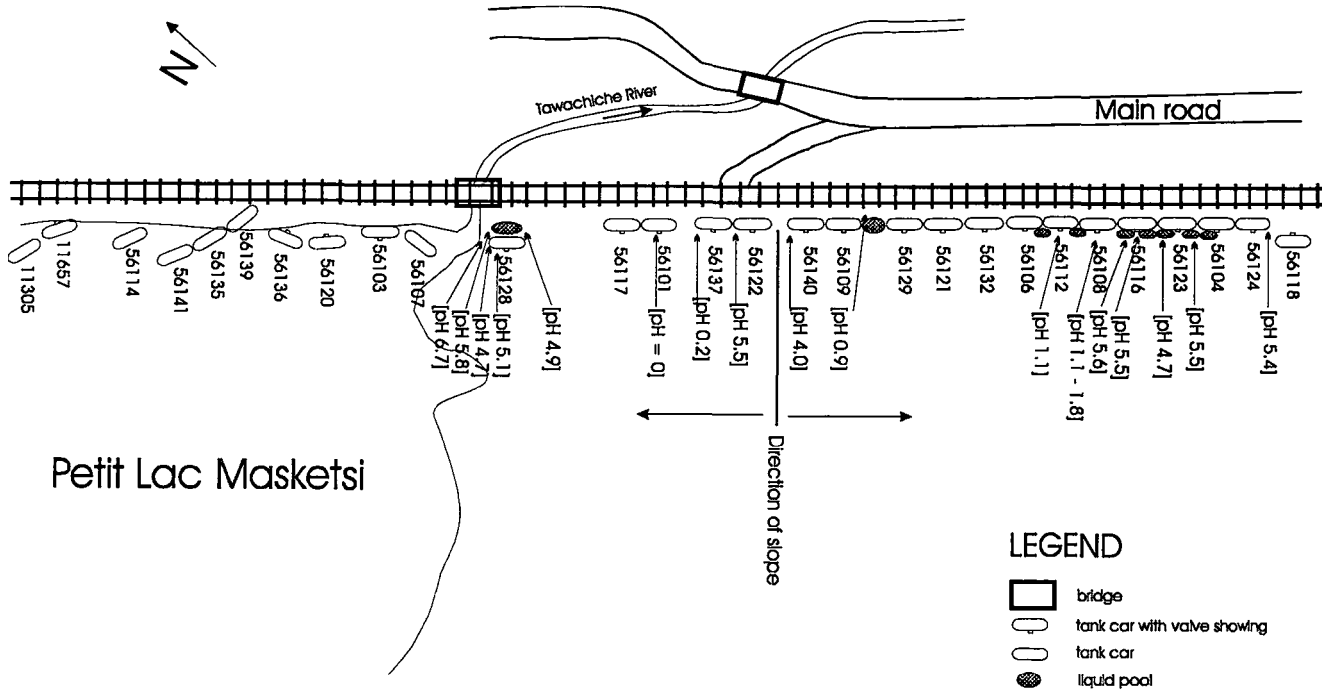 N
Tawachiche River
Main road
11305
11657
56114
56141
56135
56139
56136
56120
56103
56107
56128
56117
56101
56137
56122
56140
56109
56129
56121
56132
56106
56112
56108
56116
56123
56104
56124
56118
[pH 6.7]
[pH 5.8]
[pH 4.7]
[pH 5.1]
[pH 4.9]
[pH = 0]
[pH 0.2]
[pH 5.5]
[pH 4.0]
[pH 0.9]
[pH 1.1]
[pH 1.1 - 1.8]
[pH 5.6]
[pH 5.5]
[pH 4.7]
[pH 5.5]
[pH 5.4]
Direction of slope
Petit Lac Masketsi
LEGEND
bridge
tank car with valve showing
tank car
liquid pool